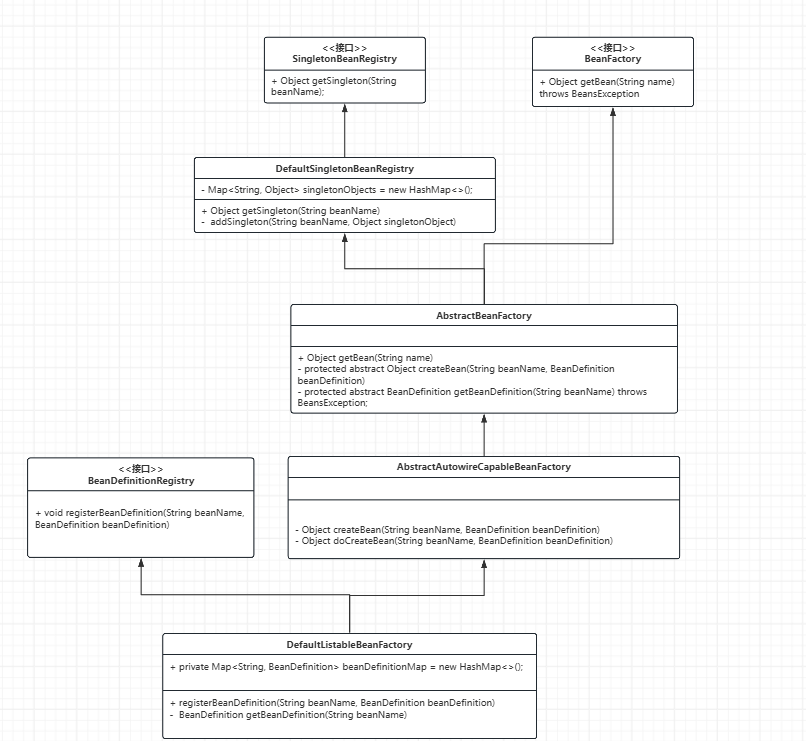 <<接口>>
SingletonBeanRegistry
+ Object getSingleton(String
beanName);
<<接口>>
BeanFactory
+ Object getBean(String name)
throws BeansException
DefaultSingletonBeanRegistry
- Map<String, Object> singletonObjects = new HashMap<>();
+ Object getSingleton(String beanName)
- addSingleton(String beanName, Object singletonObject)
AbstractBeanFactory
+ Object getBean(String name)
- protected abstract Object createBean(String beanName, BeanDefinition
beanDefinition)
- protected abstract BeanDefinition getBeanDefinition(String beanName) throws
BeansException;
<<接口>>
BeanDefinitionRegistry
+ void registerBeanDefinition(String beanName,
BeanDefinition beanDefinition)
AbstractAutowireCapableBeanFactory
- Object createBean(String beanName, BeanDefinition beanDefinition)
- Object doCreateBean(String beanName, BeanDefinition beanDefinition)
DefaultListableBeanFactory
+ private Map<String, BeanDefinition> beanDefinitionMap = new HashMap<>();
+ registerBeanDefinition(String beanName, BeanDefinition beanDefinition)
- BeanDefinition getBeanDefinition(String beanName)